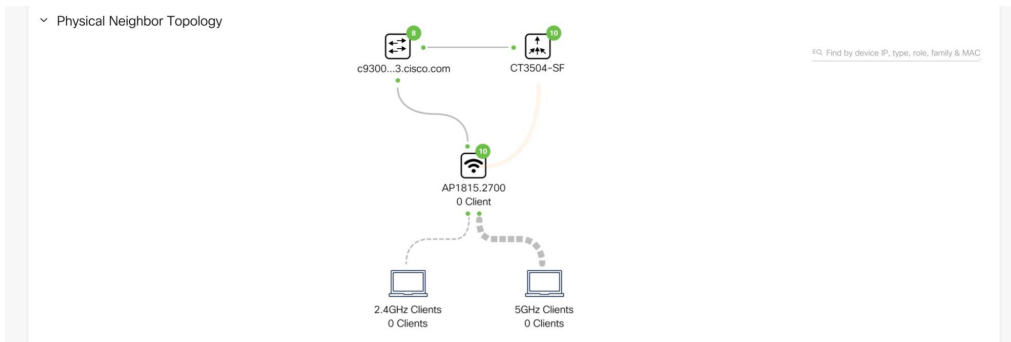 Physical Neighbor Topology
8
10
Find by device IP, type, role, family & MAC
c9300...3.cisco.com
CT3504-SF
10
AP1815.2700
0 Client
2.4GHz Clients
0 Clients
5GHz Clients
0 Clients